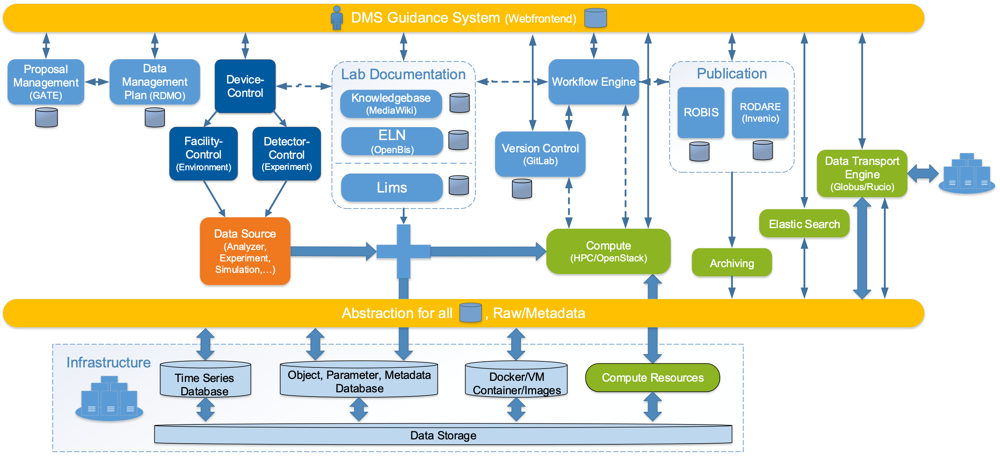 DMS Guidance System (Webfrontend)
Proposal
Management
(GATE)
Data
Management
Plan (RDMO)
Device-
Control
Facility-
Control
(Environment)
Detector-
Control
(Experiment)
Data Source
(Analyzer,
Experiment,
Simulation,...)
Lab Documentation
Knowledgebase
(MediaWiki)
ELN
(OpenBis)
Lims
Workflow Engine
Version Control
(GitLab)
Compute
(HPC/OpenStack)
Publication
ROBIS
RODARE
(Invenio)
Archiving
Elastic Search
Data Transport
Engine
(Globus/Rucio)
Abstraction for all , Raw/Metadata
Infrastructure
Time Series
Database
Object, Parameter, Metadata
Database
Docker/VM
Container/Images
Compute Resources
Data Storage